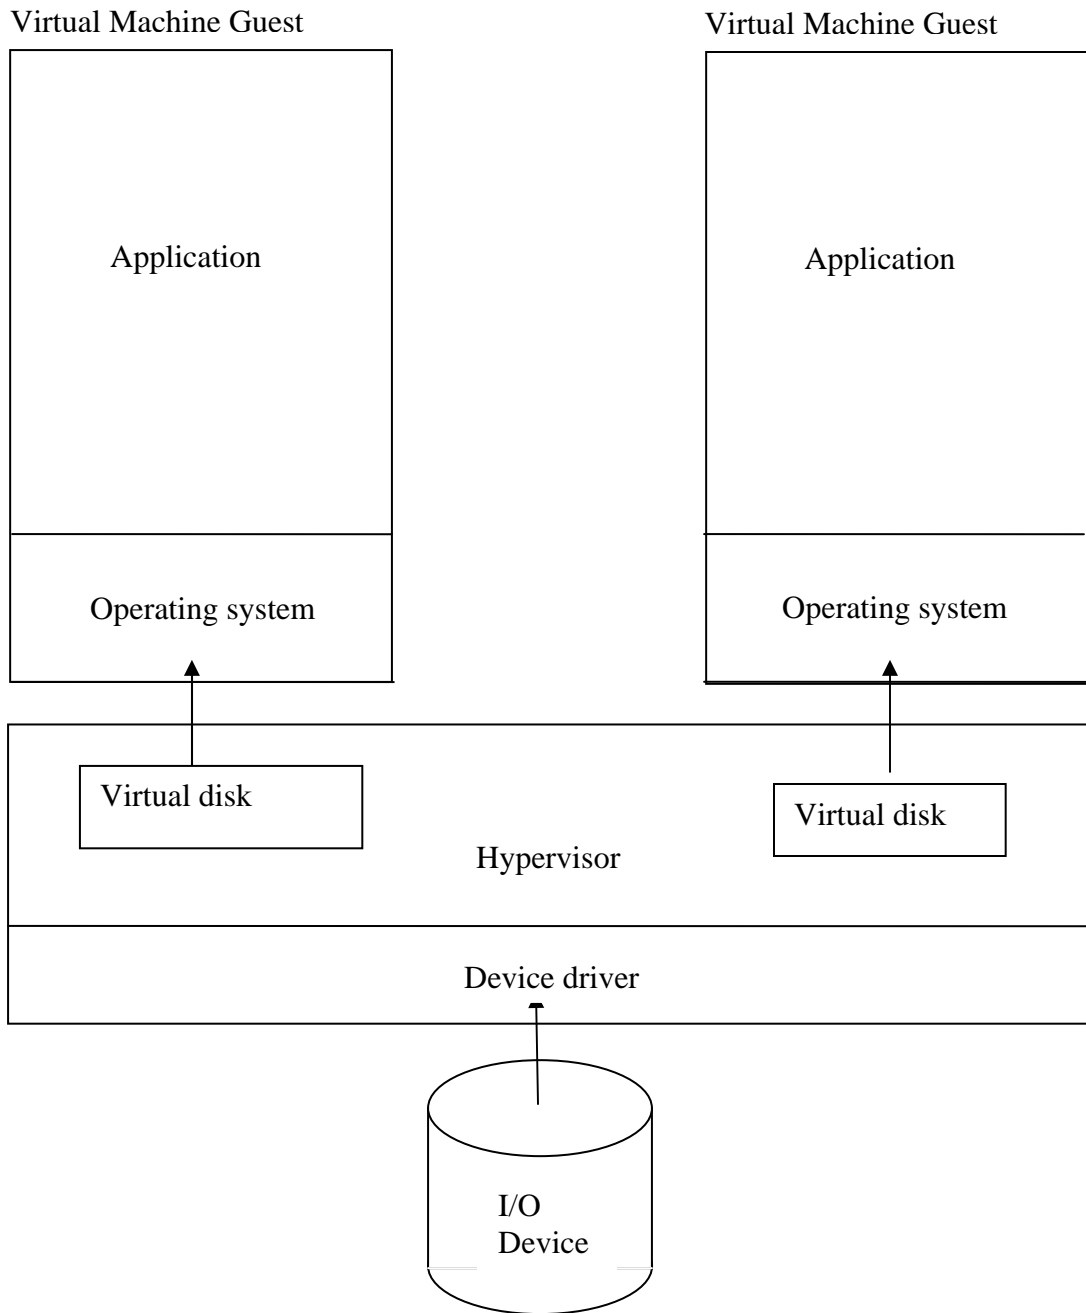 Virtual Machine Guest
Virtual Machine Guest
Application
Application
Operating system
Operating system
Virtual disk
Virtual disk
Hypervisor
Device driver
I/O
Device